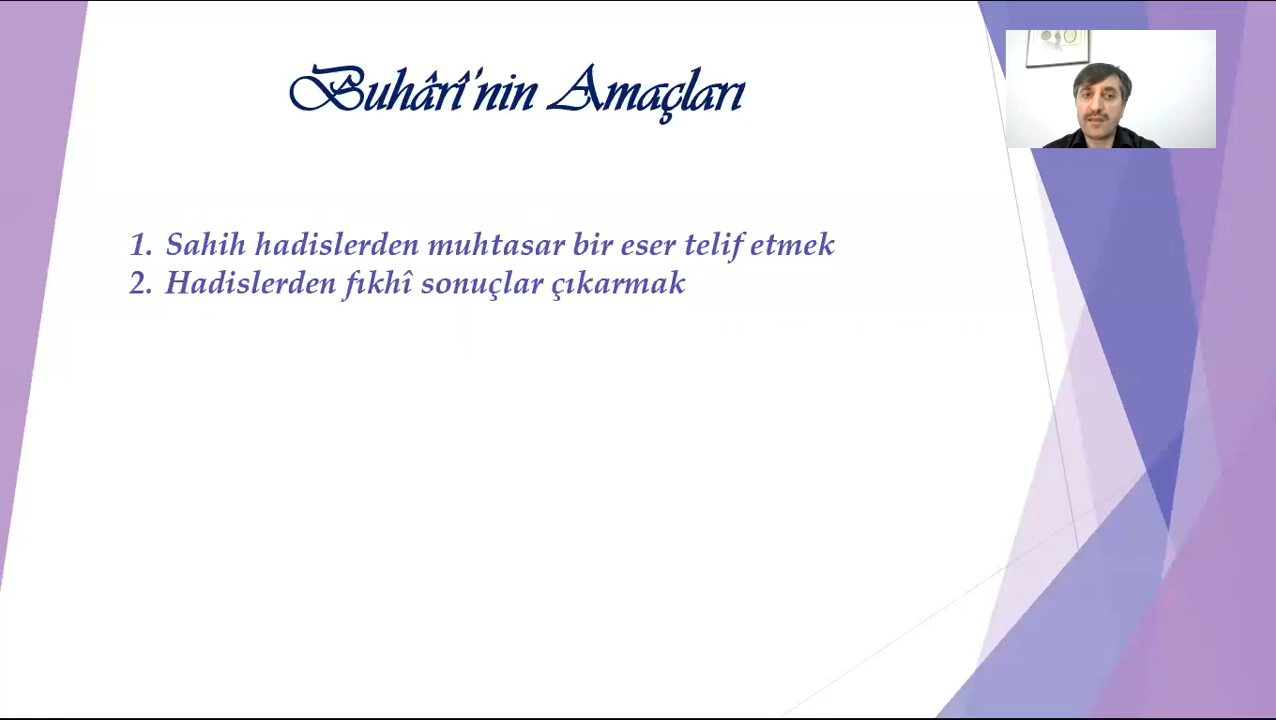 Buhârî'nin Amaçları
1. Sahih hadislerden muhtasar bir eser telif etmek
2. Hadislerden fıkhî sonuçlar çıkarmak